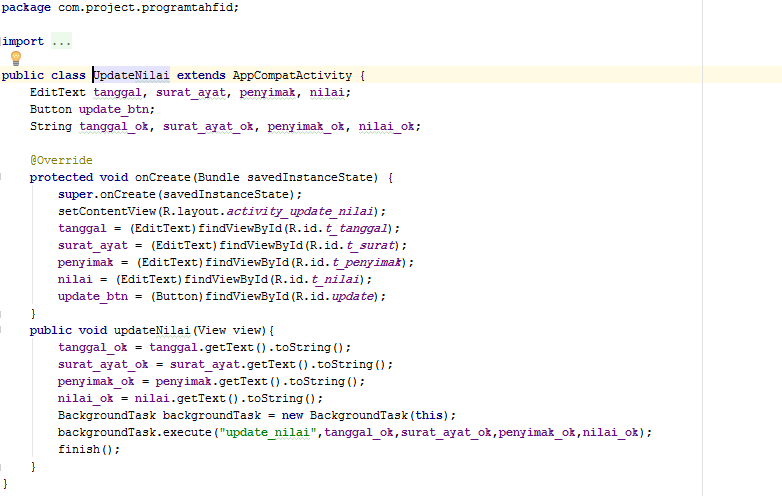 package com.project.programtahfid;
import ...
public class UpdateNilai extends AppCompatActivity {
EditText tanggal, surat_ayat, penyimak, nilai;
Button update_btn;
String tanggal_ok, surat_ayat_ok, penyimak_ok, nilai_ok;
@Override
protected void onCreate(Bundle savedInstanceState) {
super.onCreate(savedInstanceState);
setContentView(R.layout.activity_update_nilai);
tanggal = (EditText)findViewById(R.id.t_tanggal);
surat_ayat = (EditText)findViewById(R.id.t_surat);
penyimak = (EditText)findViewById(R.id.t_penyimak);
nilai = (EditText)findViewById(R.id.t_nilai);
update_btn = (Button)findViewById(R.id.update);
}
public void updateNilai(View view){
tanggal_ok = tanggal.getText().toString();
surat_ayat_ok = surat_ayat.getText().toString();
penyimak_ok = penyimak.getText().toString();
nilai_ok = nilai.getText().toString();
BackgroundTask backgroundTask = new BackgroundTask(this);
backgroundTask.execute("update_nilai",tanggal_ok,surat_ayat_ok,penyimak_ok,nilai_ok);
finish();
}
}